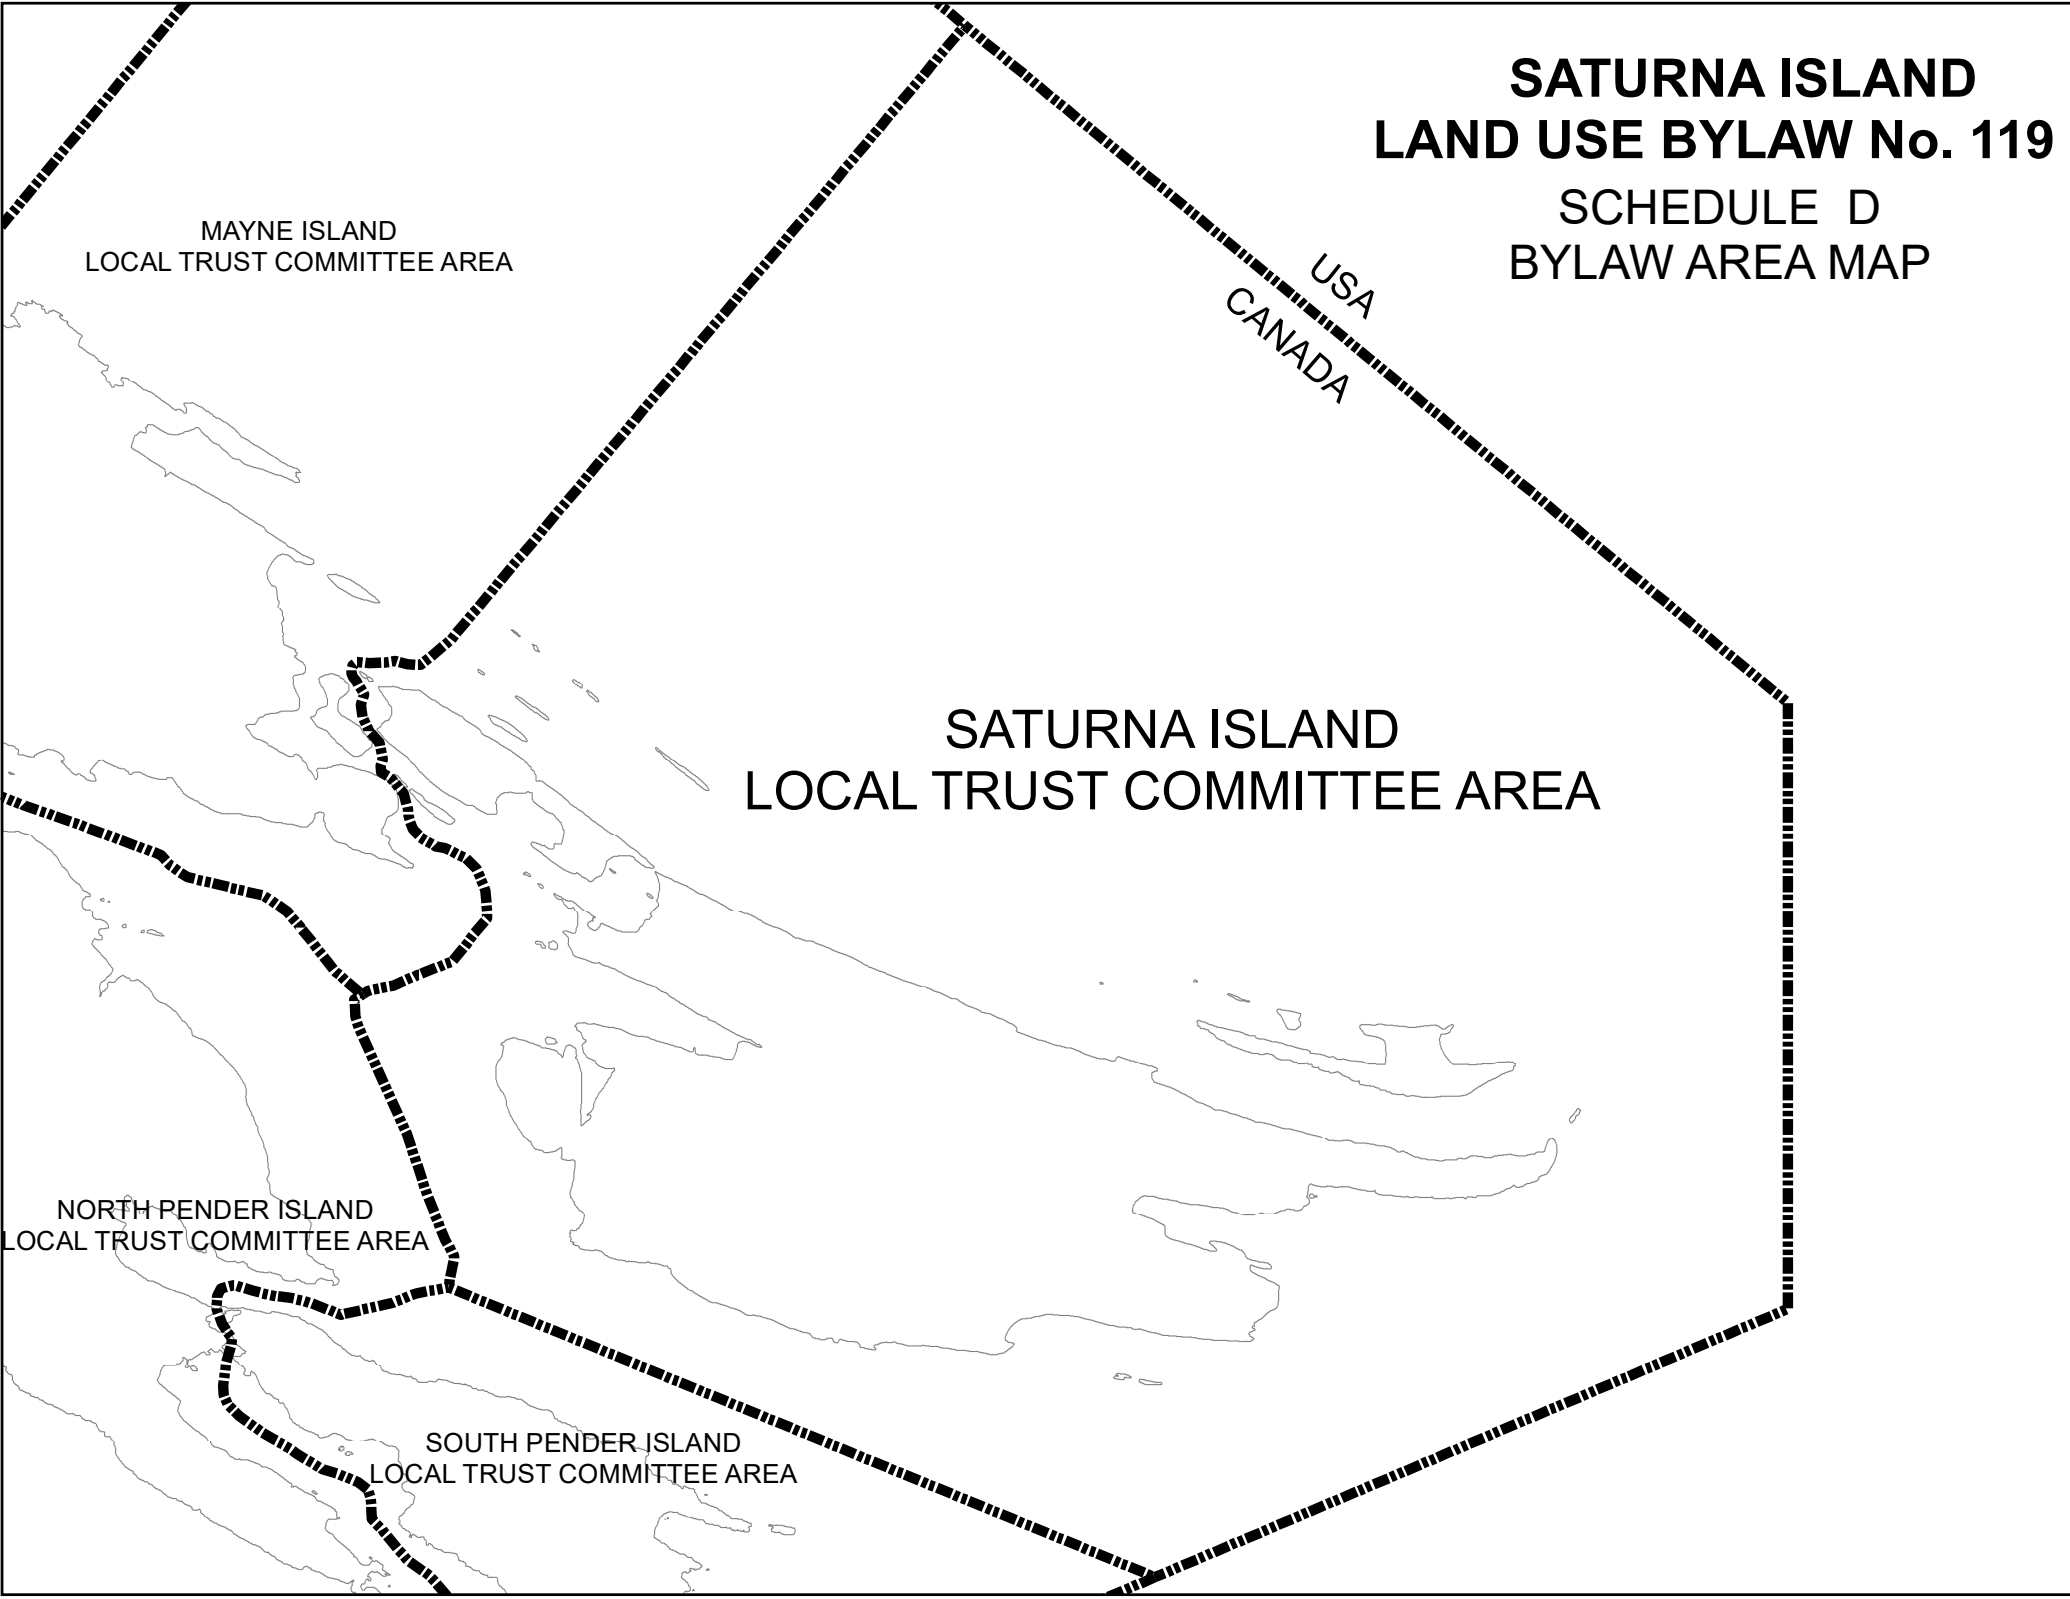 SATURNA ISLAND
LAND USE BYLAW No. 119
SCHEDULE D
BYLAW AREA MAP
MAYNE ISLAND
LOCAL TRUST COMMITTEE AREA
USA
CANADA
SATURNA ISLAND
LOCAL TRUST COMMITTEE AREA
NORTH PENDER ISLAND
LOCAL TRUST COMMITTEE AREA
SOUTH PENDER ISLAND
LOCAL TRUST COMMITTEE AREA